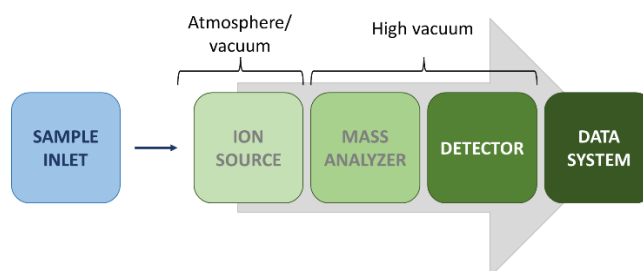 Atmosphere/
vacuum
High vacuum
SAMPLE
INLET
ION
SOURCE
MASS
ANALYZER
DETECTOR
DATA
SYSTEM